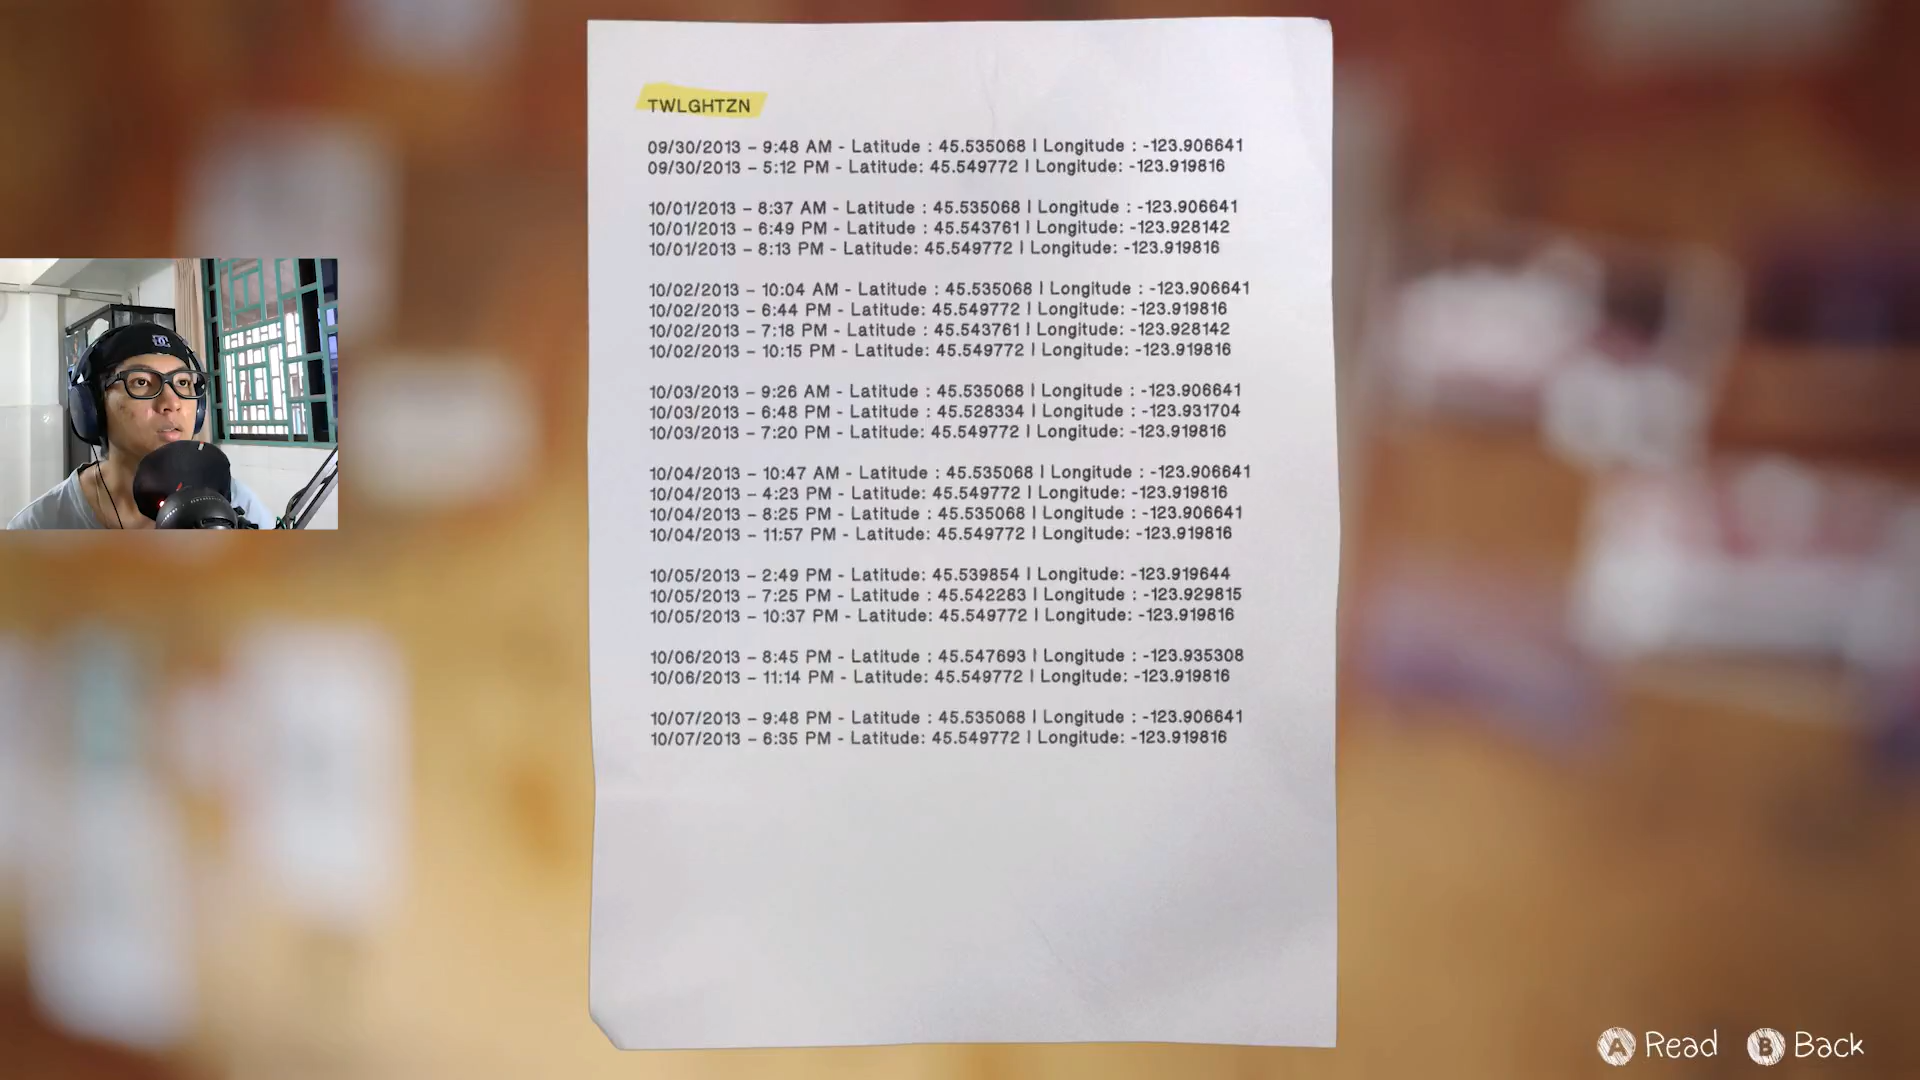 TWLGHTZN
09/30/2013 – 9:48 AM - Latitude : 45.535068 | Longitude : -123.906641
09/30/2013 – 5:12 PM - Latitude: 45.549772 | Longitude: -123.919816
10/01/2013 – 8:37 AM - Latitude : 45.535068 | Longitude : -123.906641
10/01/2013 – 6:49 PM - Latitude : 45.543761 | Longitude: -123.928142
10/01/2013 – 8:13 PM - Latitude: 45.549772 | Longitude: -123.919816
10/02/2013 – 10:04 AM - Latitude : 45.535068 | Longitude : -123.906641
10/02/2013 – 6:44 PM - Latitude: 45.549772 | Longitude: -123.919816
10/02/2013 – 7:18 PM - Latitude : 45.543761 | Longitude: -123.928142
10/02/2013 – 10:15 PM - Latitude: 45.549772 | Longitude: -123.919816
10/03/2013 – 9:26 AM - Latitude : 45.535068 | Longitude : -123.906641
10/03/2013 – 6:48 PM - Latitude : 45.528334 | Longitude : -123.931704
10/03/2013 – 7:20 PM - Latitude: 45.549772 | Longitude: -123.919816
10/04/2013 – 10:47 AM - Latitude : 45.535068 | Longitude : -123.906641
10/04/2013 – 4:23 PM - Latitude: 45.549772 | Longitude: -123.919816
10/04/2013 – 8:25 PM - Latitude : 45.535068 | Longitude : -123.906641
10/04/2013 – 11:57 PM - Latitude: 45.549772 | Longitude: -123.919816
10/05/2013 – 2:49 PM - Latitude: 45.539854 | Longitude: -123.919644
10/05/2013 – 7:25 PM - Latitude : 45.542283 | Longitude : -123.929815
10/05/2013 – 10:37 PM - Latitude: 45.549772 | Longitude: -123.919816
10/06/2013 – 8:45 PM - Latitude : 45.547693 | Longitude : -123.935308
10/06/2013 – 11:14 PM - Latitude: 45.549772 | Longitude: -123.919816
10/07/2013 – 9:48 PM - Latitude : 45.535068 | Longitude : -123.906641
10/07/2013 – 6:35 PM - Latitude: 45.549772 | Longitude: -123.919816
A Read B Back